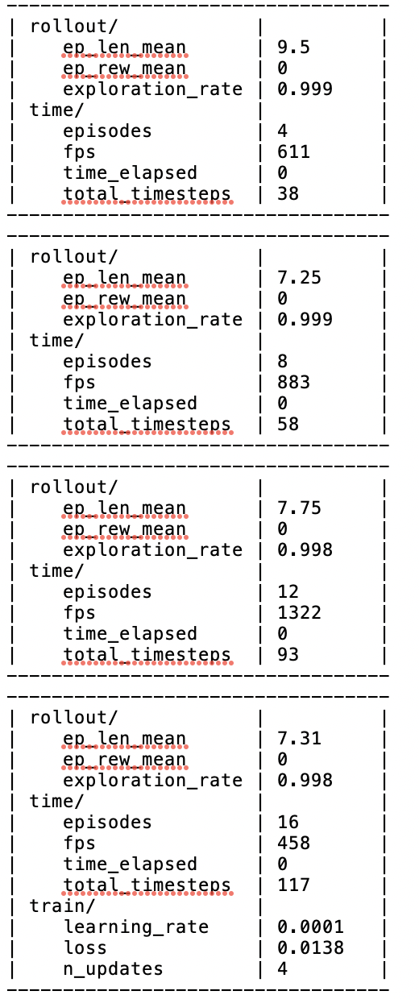 -----------------------------------
| rollout/              |          |
|    ep_len_mean        | 9.5      |
|    ep_rew_mean        | 0        |
|    exploration_rate   | 0.999    |
| time/                 |          |
|    episodes           | 4        |
|    fps                | 611      |
|    time_elapsed       | 0        |
|    total_timesteps    | 38       |
-----------------------------------
-----------------------------------
| rollout/              |          |
|    ep_len_mean        | 7.25     |
|    ep_rew_mean        | 0        |
|    exploration_rate   | 0.999    |
| time/                 |          |
|    episodes           | 8        |
|    fps                | 883      |
|    time_elapsed       | 0        |
|    total_timesteps    | 58       |
-----------------------------------
-----------------------------------
| rollout/              |          |
|    ep_len_mean        | 7.75     |
|    ep_rew_mean        | 0        |
|    exploration_rate   | 0.998    |
| time/                 |          |
|    episodes           | 12       |
|    fps                | 1322     |
|    time_elapsed       | 0        |
|    total_timesteps    | 93       |
-----------------------------------
-----------------------------------
| rollout/              |          |
|    ep_len_mean        | 7.31     |
|    ep_rew_mean        | 0        |
|    exploration_rate   | 0.998    |
| time/                 |          |
|    episodes           | 16       |
|    fps                | 458      |
|    time_elapsed       | 0        |
|    total_timesteps    | 117      |
| train/                |          |
|    learning_rate      | 0.0001   |
|    loss               | 0.0138   |
|    n_updates          | 4        |
-----------------------------------